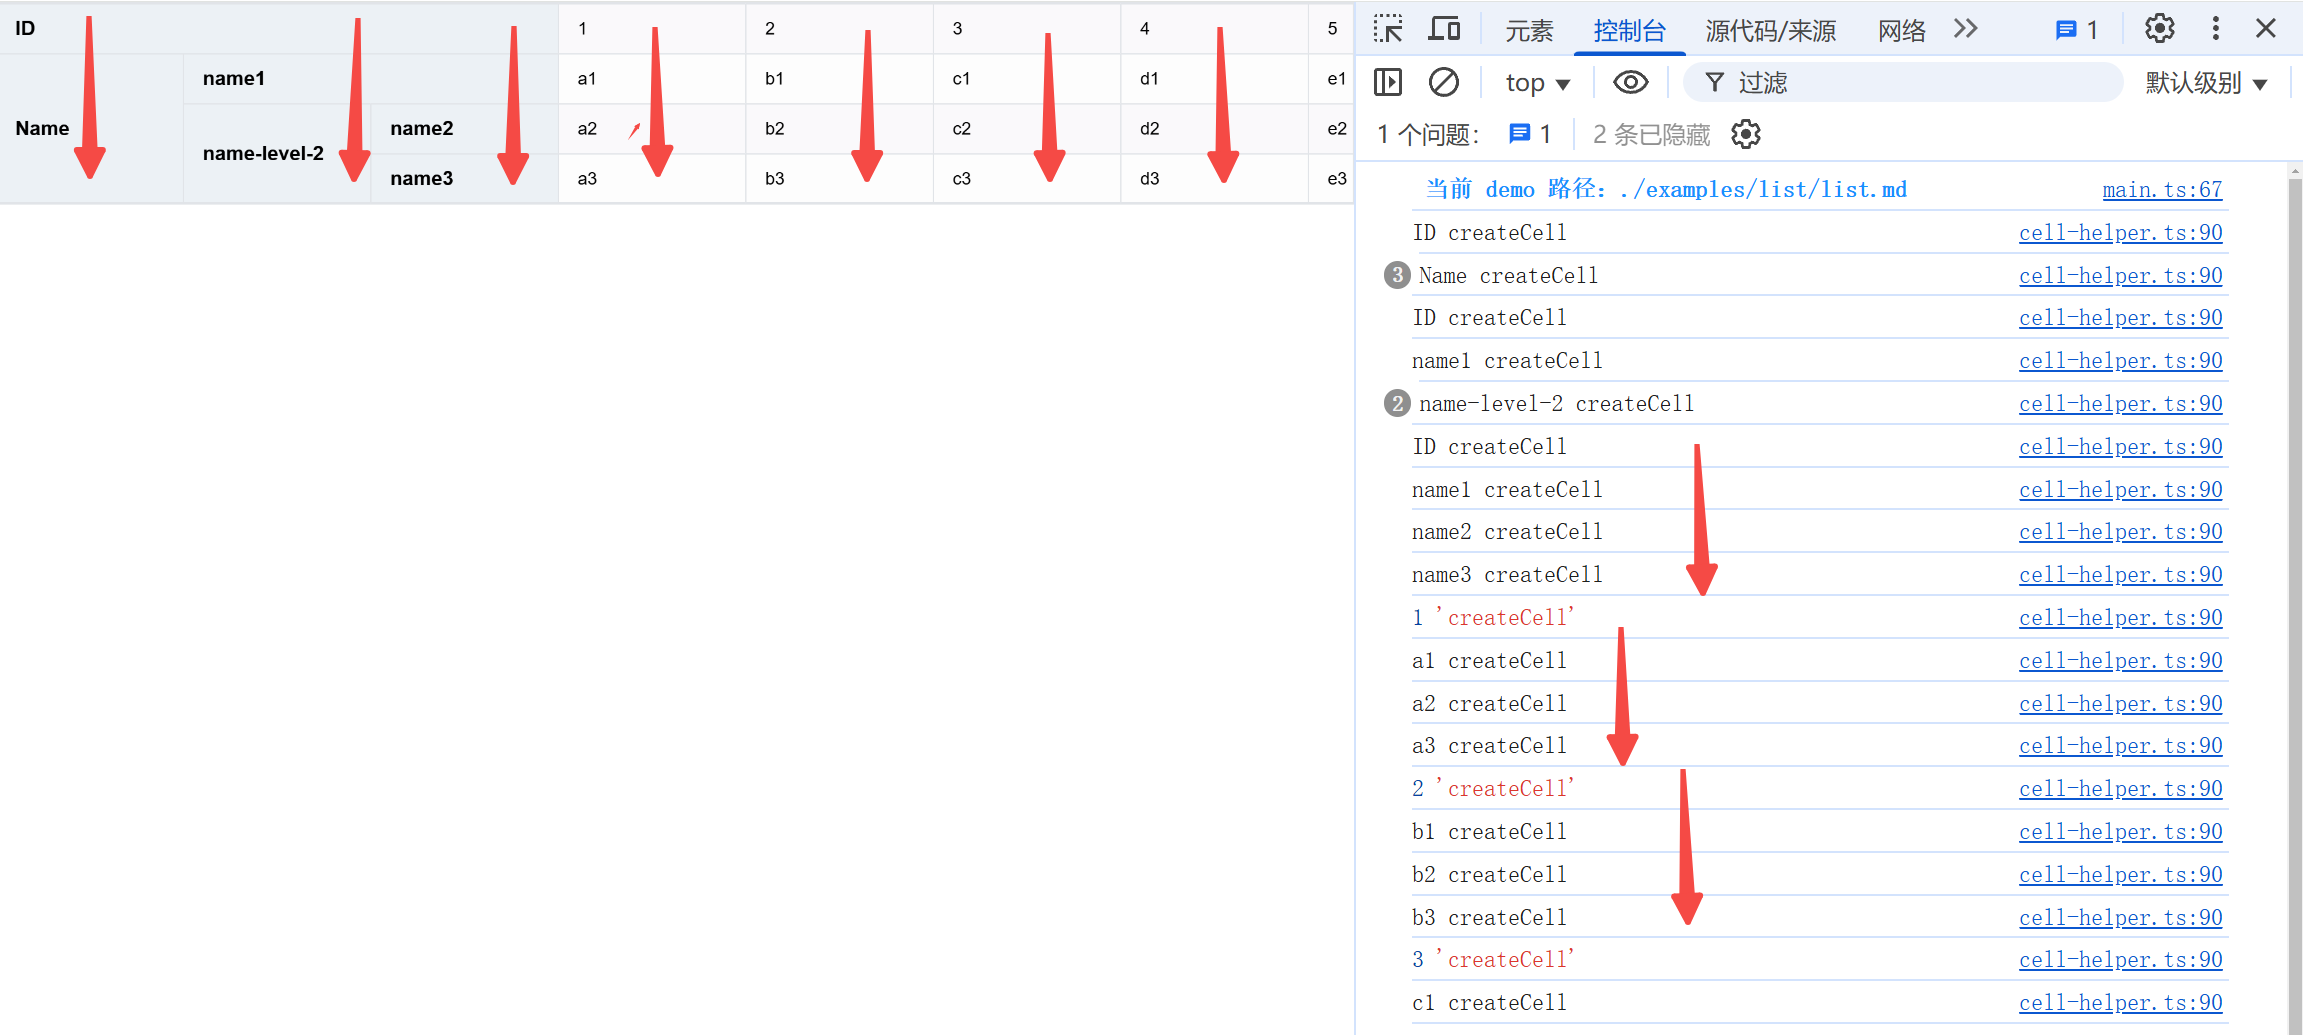 ID 1 2 3 4 5
name1 a1 b1 c1 d1 e1
Name name2 a2 b2 c2 d2 e2
name-level-2
name3 a3 b3 c3 d3 e3
元素 控制台 源代码/来源 网络 1
top 过滤 默认级别
1 个问题: 1 2 条已隐藏
当前 demo 路径: ./examples/list/list.md main.ts:67
ID createCell cell-helper.ts:90
3 Name createCell cell-helper.ts:90
ID createCell cell-helper.ts:90
name1 createCell cell-helper.ts:90
2 name-level-2 createCell cell-helper.ts:90
ID createCell cell-helper.ts:90
name1 createCell cell-helper.ts:90
name2 createCell cell-helper.ts:90
name3 createCell cell-helper.ts:90
1 'createCell' cell-helper.ts:90
a1 createCell cell-helper.ts:90
a2 createCell cell-helper.ts:90
a3 createCell cell-helper.ts:90
2 'createCell' cell-helper.ts:90
b1 createCell cell-helper.ts:90
b2 createCell cell-helper.ts:90
b3 createCell cell-helper.ts:90
3 'createCell' cell-helper.ts:90
c1 createCell cell-helper.ts:90